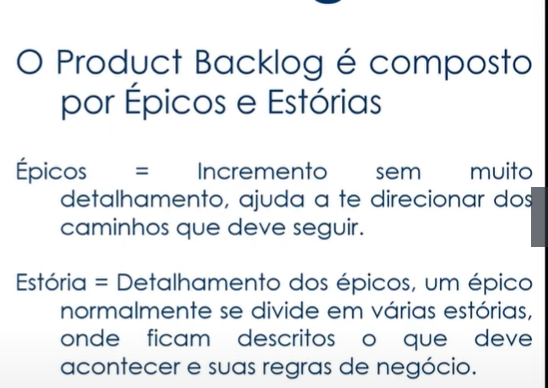 O Product Backlog é composto
por Épicos e Estórias
Épicos = Incremento sem muito
detalhamento, ajuda a te direcionar dos
caminhos que deve seguir.
Estória = Detalhamento dos épicos, um épico
normalmente se divide em várias estórias,
onde ficam descritos o que deve
acontecer e suas regras de negócio.